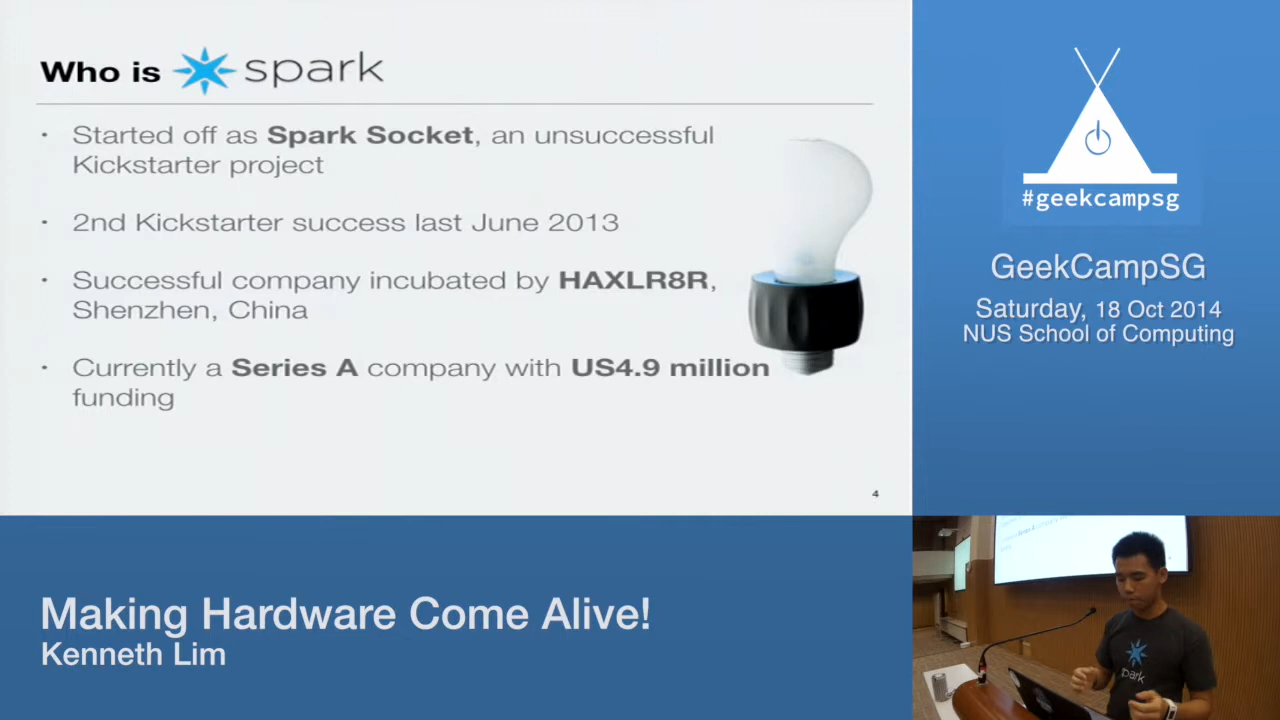 Who is spark
• Started off as Spark Socket, an unsuccessful
Kickstarter project
• 2nd Kickstarter success last June 2013
• Successful company incubated by HAXLR8R,
Shenzhen, China
• Currently a Series A company with US4.9 million
funding
4
#geekcampsg
GeekCampSG
Saturday, 18 Oct 2014
NUS School of Computing
Making Hardware Come Alive!
Kenneth Lim
spark